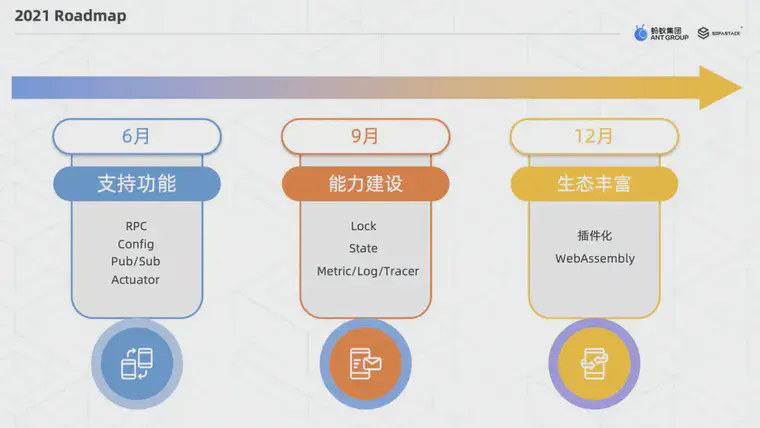 2021 Roadmap
蚂蚁集团
ANT GROUP
SOFASTACK
6月
支持功能
RPC
Config
Pub/Sub
Actuator
9月
能力建设
Lock
State
Metric/Log/Tracer
12月
生态丰富
插件化
WebAssembly